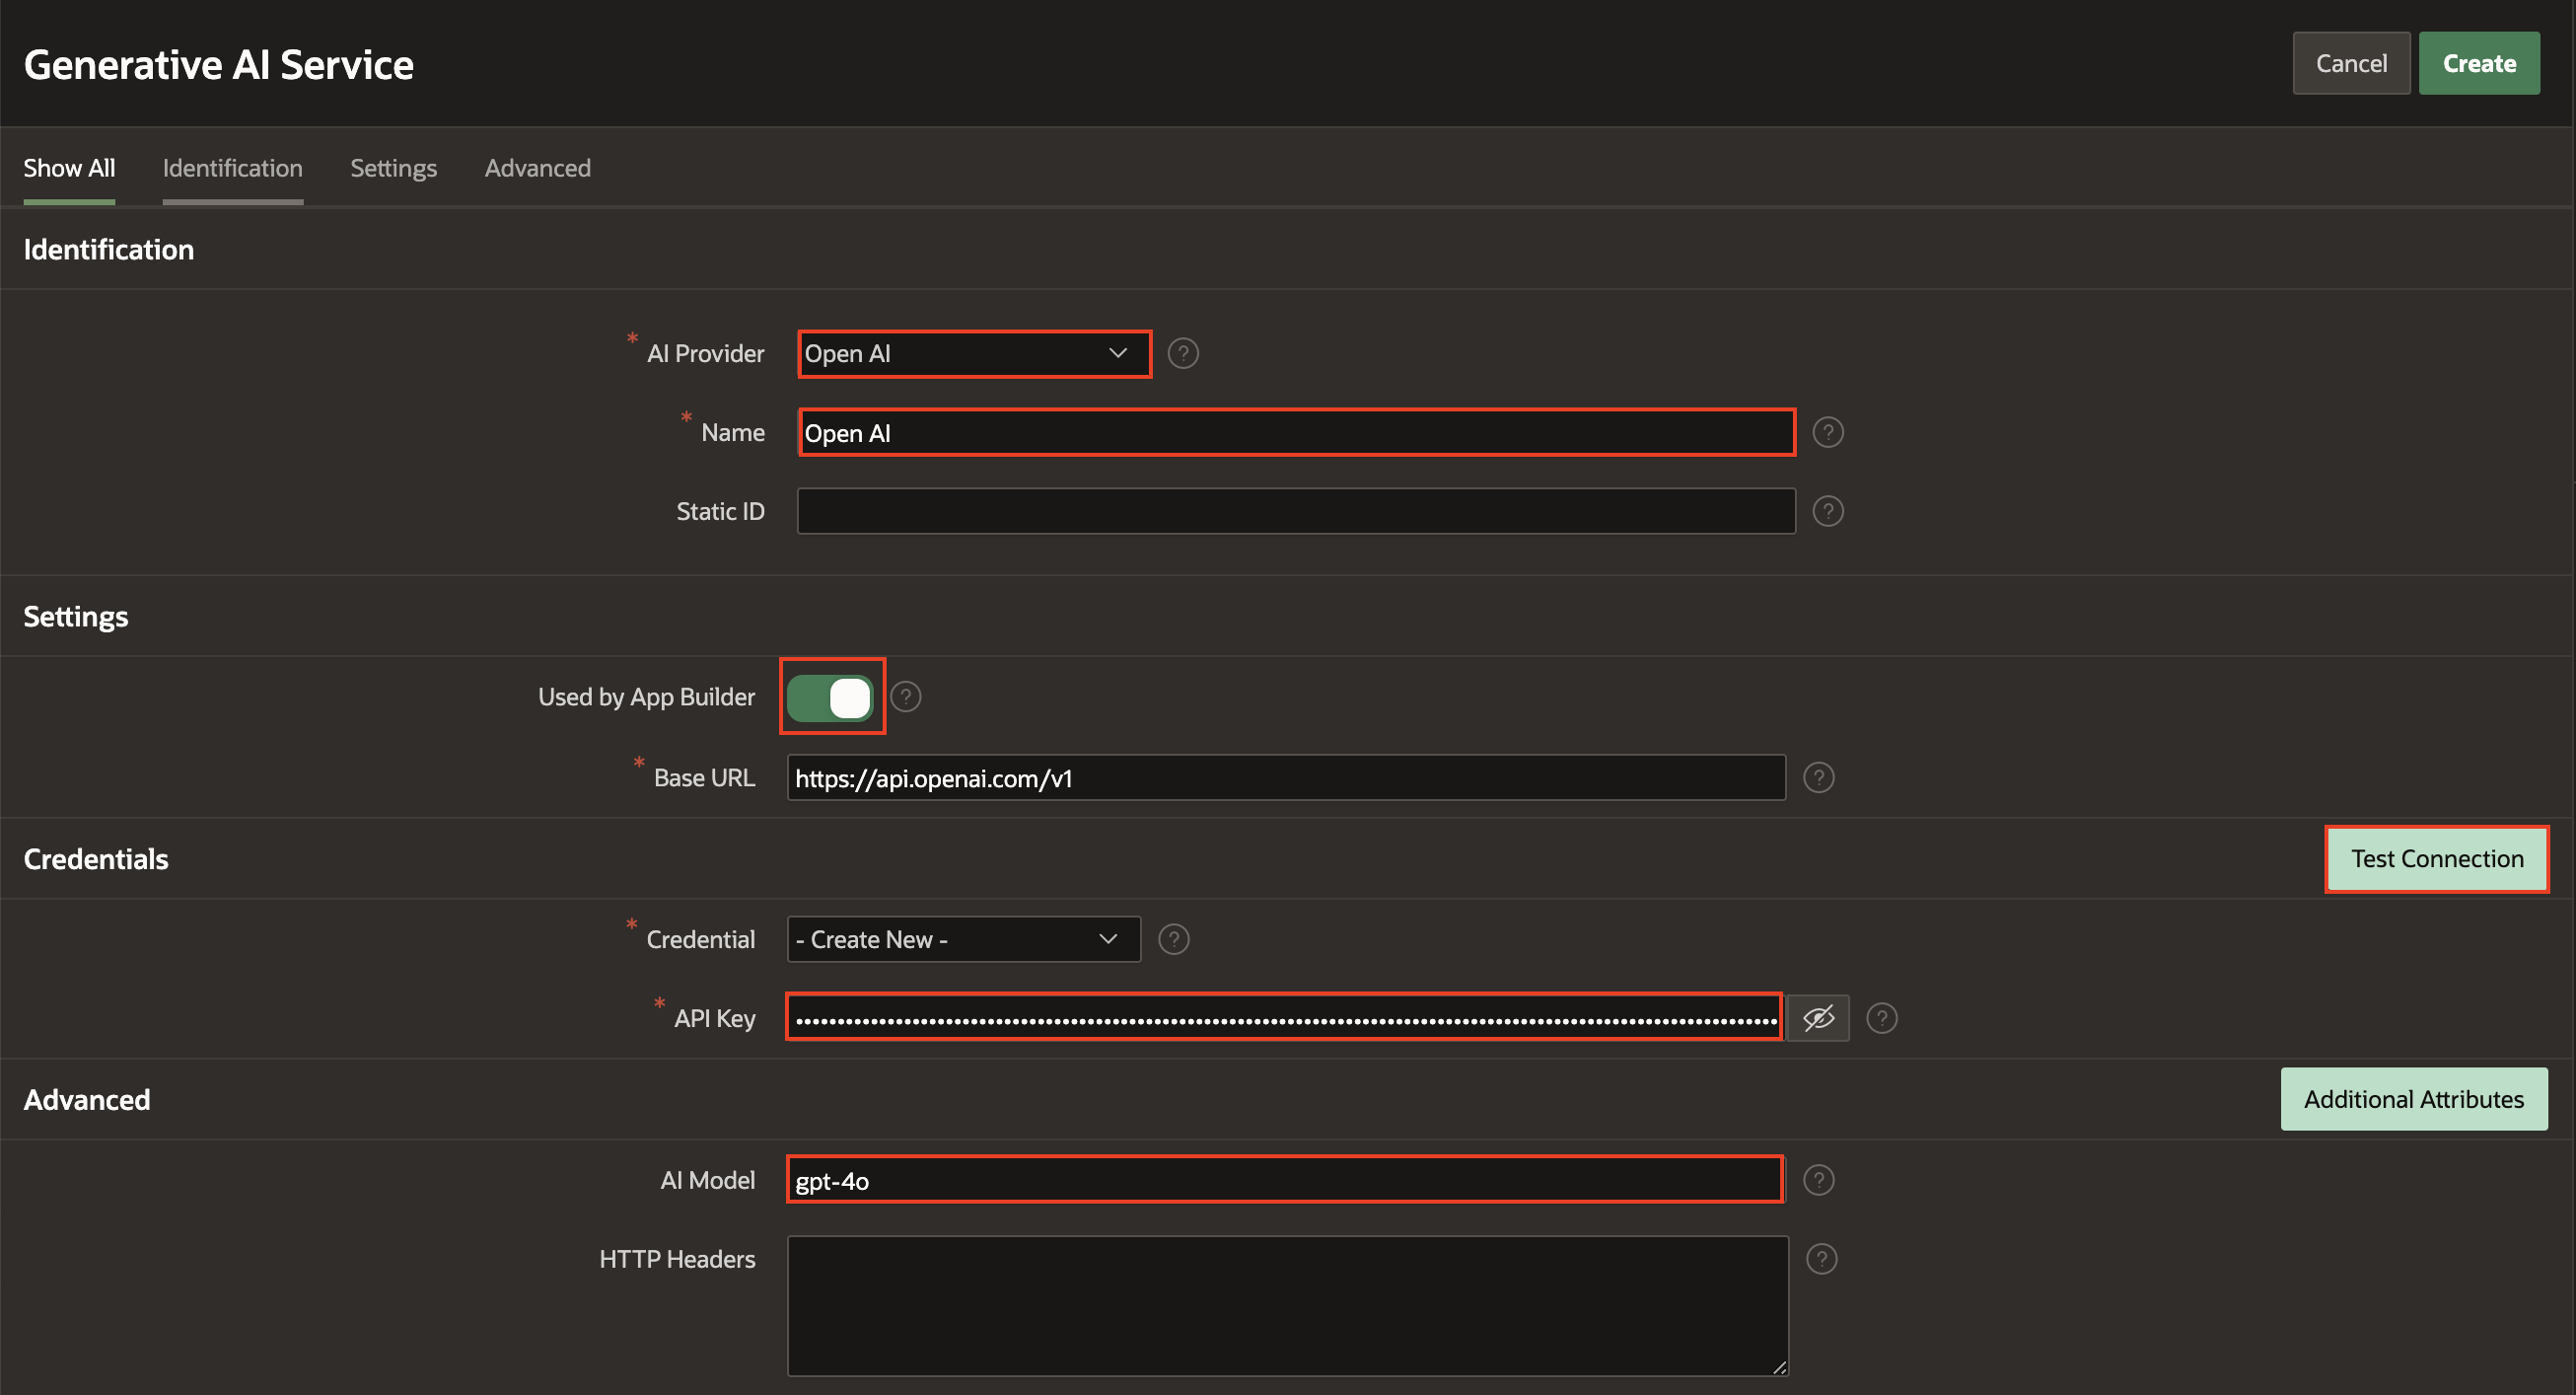 Generative AI Service
Cancel
Create
Show All
Identification
Settings
Advanced
Identification
* AI Provider
Open AI
?
* Name
Open AI
?
Static ID
?
Settings
Used by App Builder
?
* Base URL
https://api.openai.com/v1
?
Credentials
Test Connection
* Credential
- Create New -
?
* API Key
?
Advanced
Additional Attributes
AI Model
gpt-4o
?
HTTP Headers
?